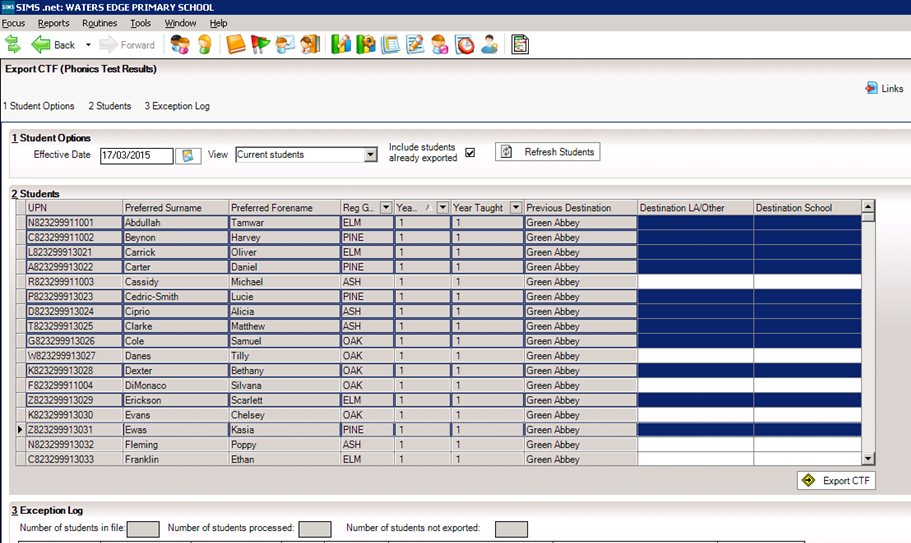 SIMS .net: WATERS EDGE PRIMARY SCHOOL
Focus Reports Routines Tools Window Help
Back Forward
Export CTF (Phonics Test Results)
Links
1 Student Options 2 Students 3 Exception Log
1 Student Options
Effective Date 17/03/2015 View Current students Include students already exported Refresh Students
2 Students
UPN Preferred Surname Preferred Forename Reg G... Yea... Year Taught Previous Destination Destination LA/Other Destination School
N823299911001 Abdullah Tamwar ELM 1 1 Green Abbey
C823299911002 Beynon Harvey PINE 1 1 Green Abbey
L823299913021 Carrick Oliver ELM 1 1 Green Abbey
A823299913022 Carter Daniel PINE 1 1 Green Abbey
R823299911003 Cassidy Michael ASH 1 1 Green Abbey
P823299913023 Cedric-Smith Lucie PINE 1 1 Green Abbey
D823299913024 Ciprio Alicia ASH 1 1 Green Abbey
T823299913025 Clarke Matthew ASH 1 1 Green Abbey
G823299913026 Cole Samuel OAK 1 1 Green Abbey
W823299913027 Danes Tilly OAK 1 1 Green Abbey
K823299913028 Dexter Bethany OAK 1 1 Green Abbey
F823299911004 DiMonaco Silvana OAK 1 1 Green Abbey
Z823299913029 Erickson Scarlett ELM 1 1 Green Abbey
K823299913030 Evans Chelsey OAK 1 1 Green Abbey
Z823299913031 Ewas Kasia PINE 1 1 Green Abbey
N823299913032 Fleming Poppy ASH 1 1 Green Abbey
C823299913033 Franklin Ethan ELM 1 1 Green Abbey
Export CTF
3 Exception Log
Number of students in file: Number of students processed: Number of students not exported: